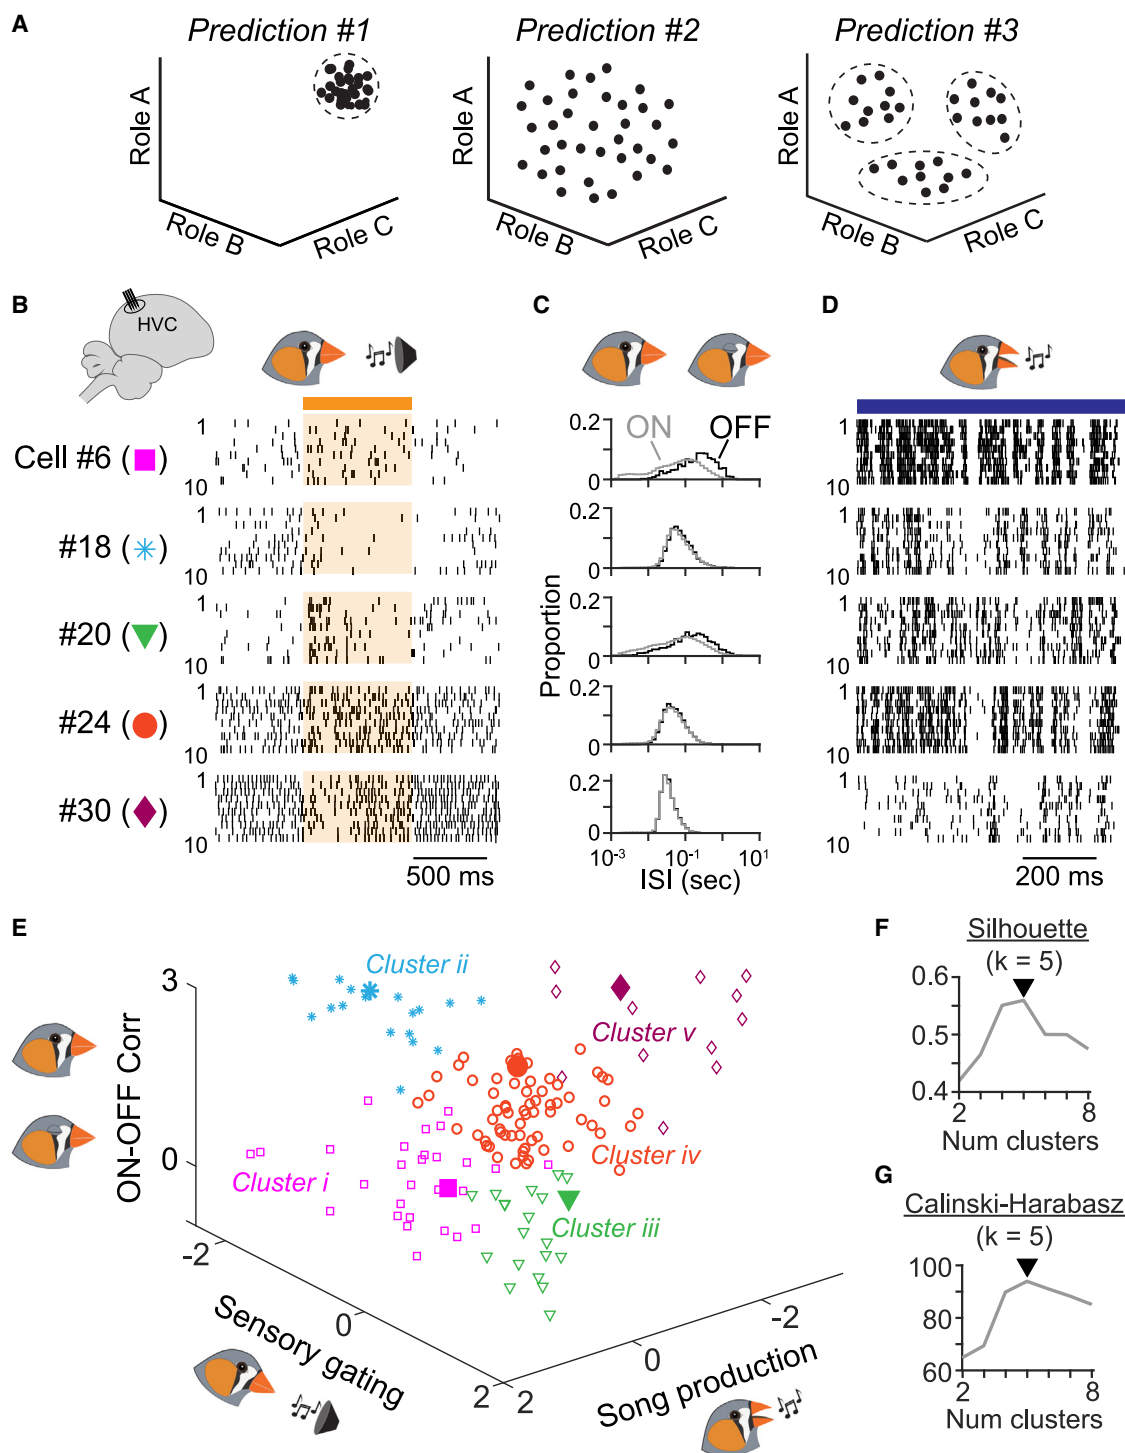 A
Prediction #1
Prediction #2
Prediction #3
Role A
Role B
Role C
Role A
Role B
Role C
Role A
Role B
Role C
B
HVC
C
D
Cell #6 ( )
1
10
#18 ( )
1
10
#20 ( )
1
10
#24 ( )
1
10
#30 ( )
1
10
500 ms
0.2
ON
OFF
0
0.2
0
0.2
0
0.2
0
0.2
0
Proportion
10-3
10-1
101
ISI (sec)
1
10
1
10
1
10
1
10
1
10
200 ms
E
3
0
ON-OFF Corr
Cluster ii
Cluster v
Cluster iv
Cluster i
Cluster iii
-2
0
2
Sensory gating
2
0
-2
Song production
F
Silhouette
(k = 5)
0.6
0.5
0.4
2
8
Num clusters
G
Calinski-Harabasz
(k = 5)
100
80
60
2
8
Num clusters